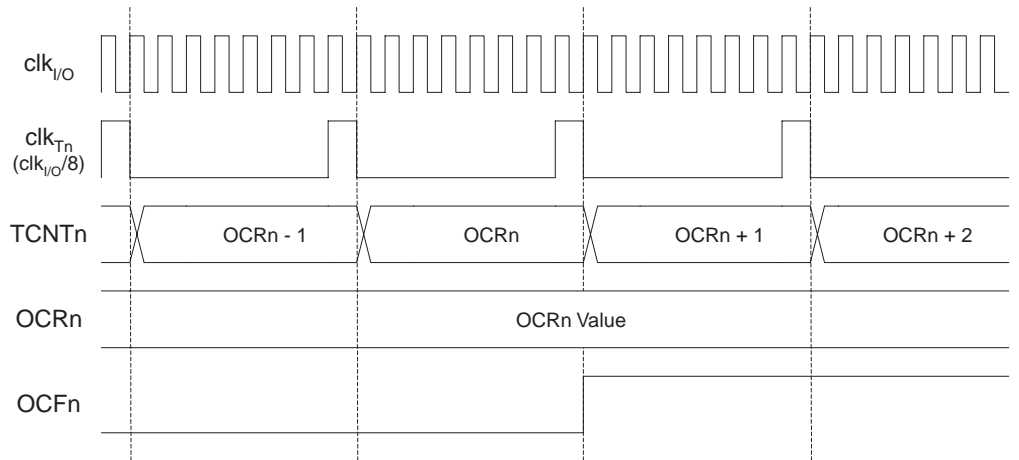 clkI/O
clkTn
(clkI/O/8)
TCNTn
OCRn - 1
OCRn
OCRn + 1
OCRn + 2
OCRn
OCRn Value
OCFn